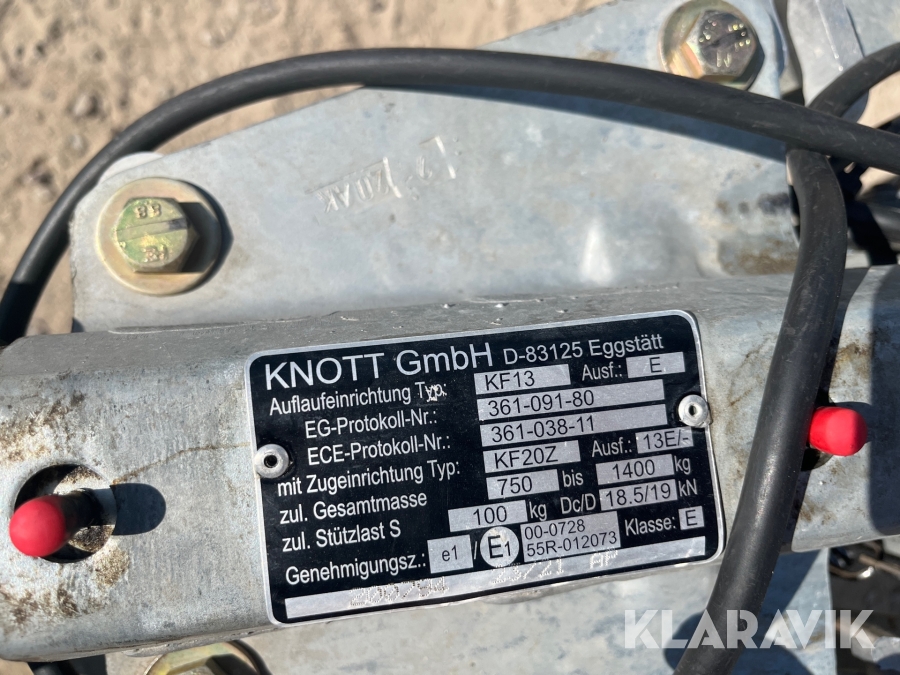 KNOTT GmbH D-83125 Eggstätt
Auflaufeinrichtung Typ: KF13 Ausf.: E
EG-Protokoll-Nr.: 361-091-80
ECE-Protokoll-Nr.: 361-038-11
mit Zugeinrichtung Typ: KF20Z Ausf.: 13E/-
zul. Gesamtmasse 750 bis 1400 kg
zul. Stützlast S 100 kg Dc/D 18.5/19 kN
Genehmigungsz.: e1 / E1 00-0728 Klasse: E
55R-012073
8.8
KLARAVIK